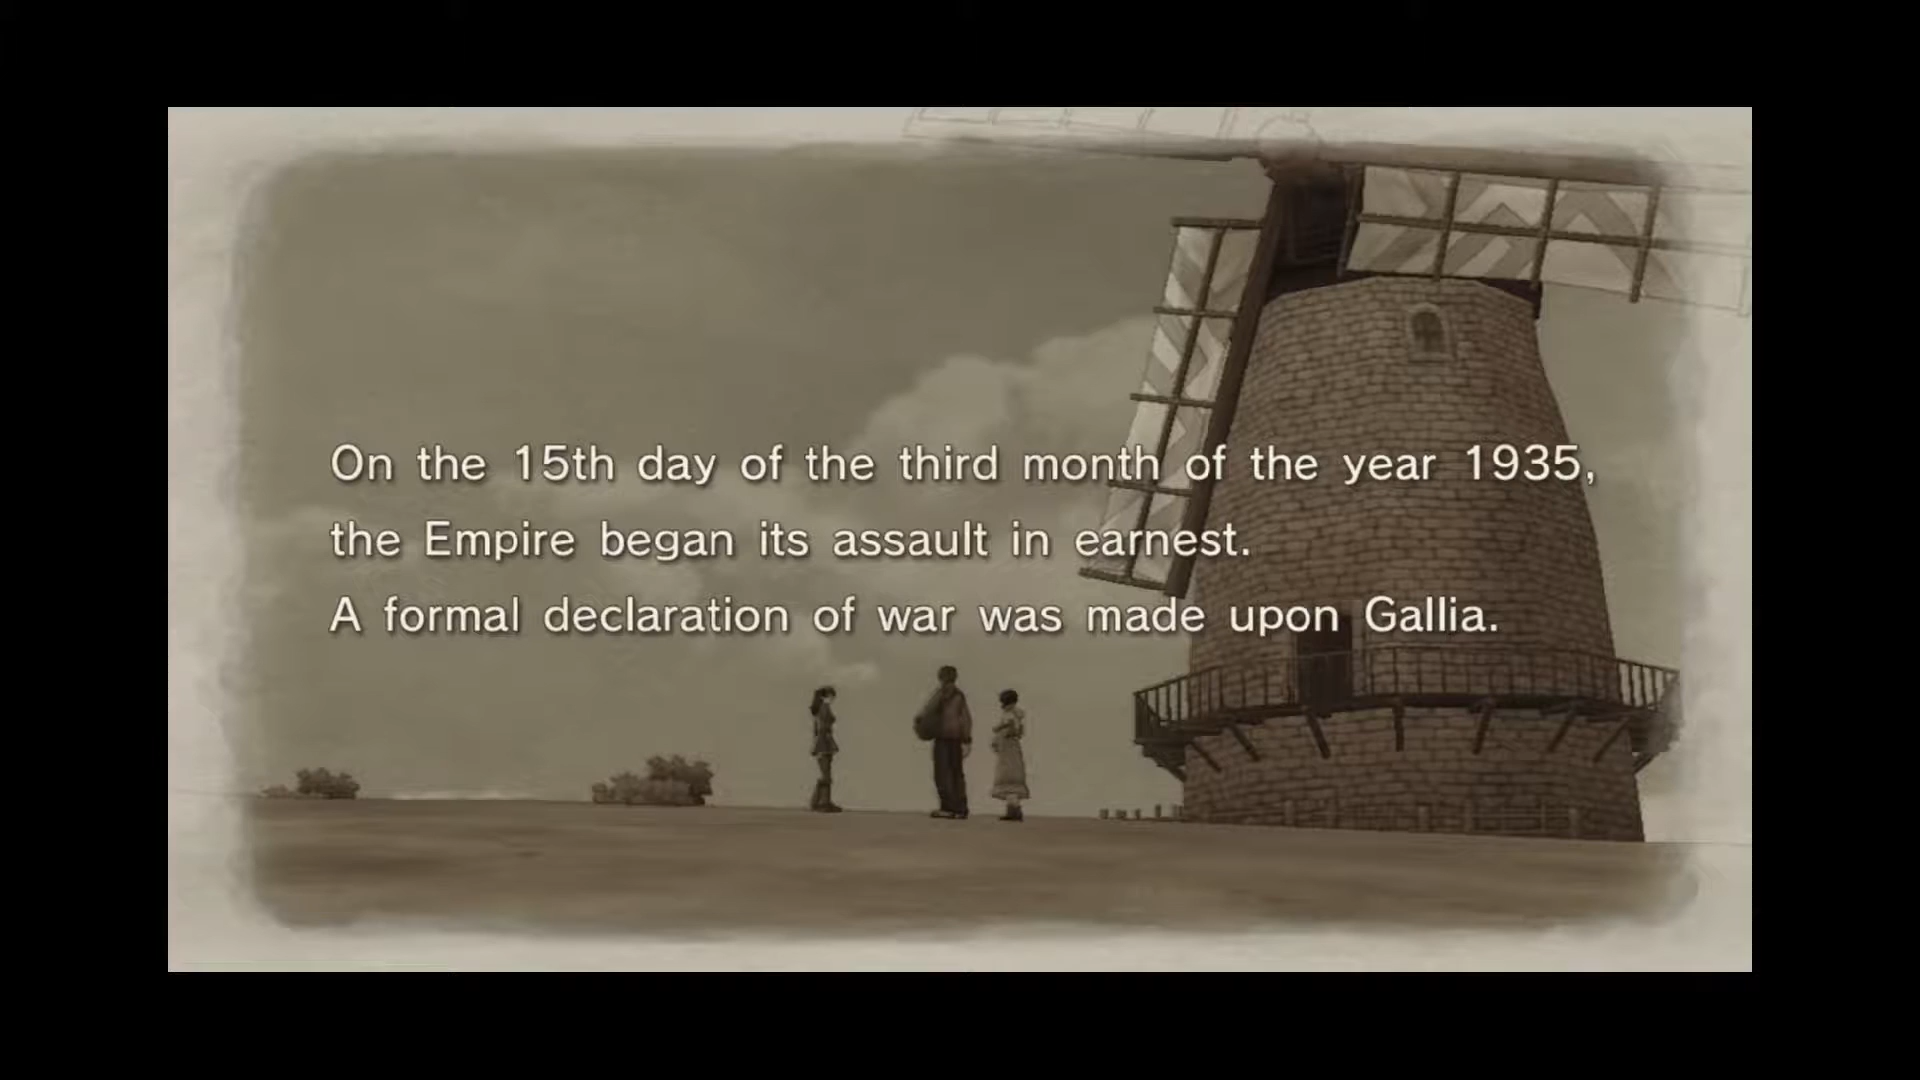 On the 15th day of the third month of the year 1935,
the Empire began its assault in earnest.
A formal declaration of war was made upon Gallia.